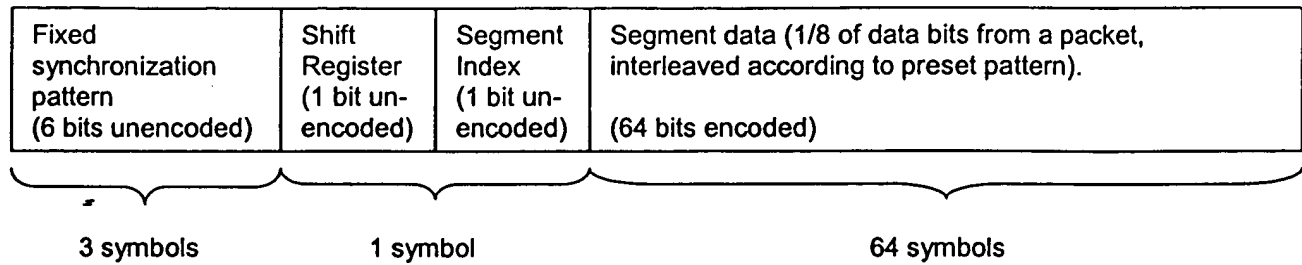 Fixed
synchronization
pattern
(6 bits unencoded)
Shift
Register
(1 bit un-
encoded)
Segment
Index
(1 bit un-
encoded)
Segment data (1/8 of data bits from a packet,
interleaved according to preset pattern).
(64 bits encoded)
3 symbols
1 symbol
64 symbols